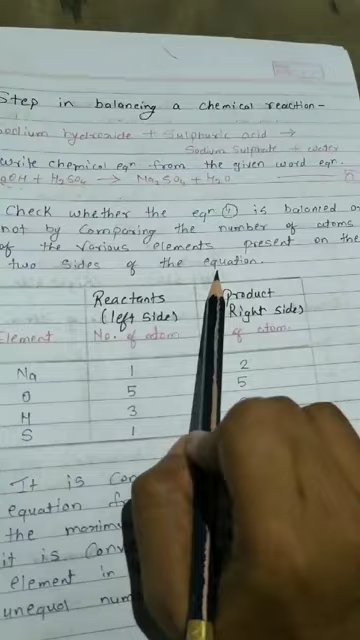 Step in balancing a chemical reaction-
sodium hydroxide + Sulphuric acid →
Sodium Sulphate + water
write chemical eqn from the given word eqn.
NaOH + H2SO4 → Na2SO4 + H2O
Check whether the eqn ① is balanced or
not by Comparing the number of atoms
of the various elements present on the
two sides of the equation.
Reactants Product
(left side) (Right side)
Element No. of atom of atom.
Na 1 2
O 5 5
H 3
S 1
It is
equation
the
it is
element in
unequal